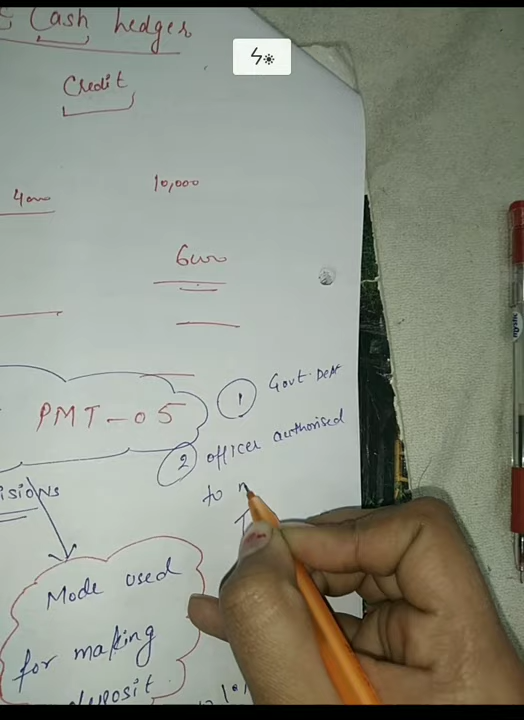 Cash Ledger
Credit
4000
10,000
6000
PMT-05
1 Govt. Dept
2 officer authorised
to
isions
Mode used
for making
deposit